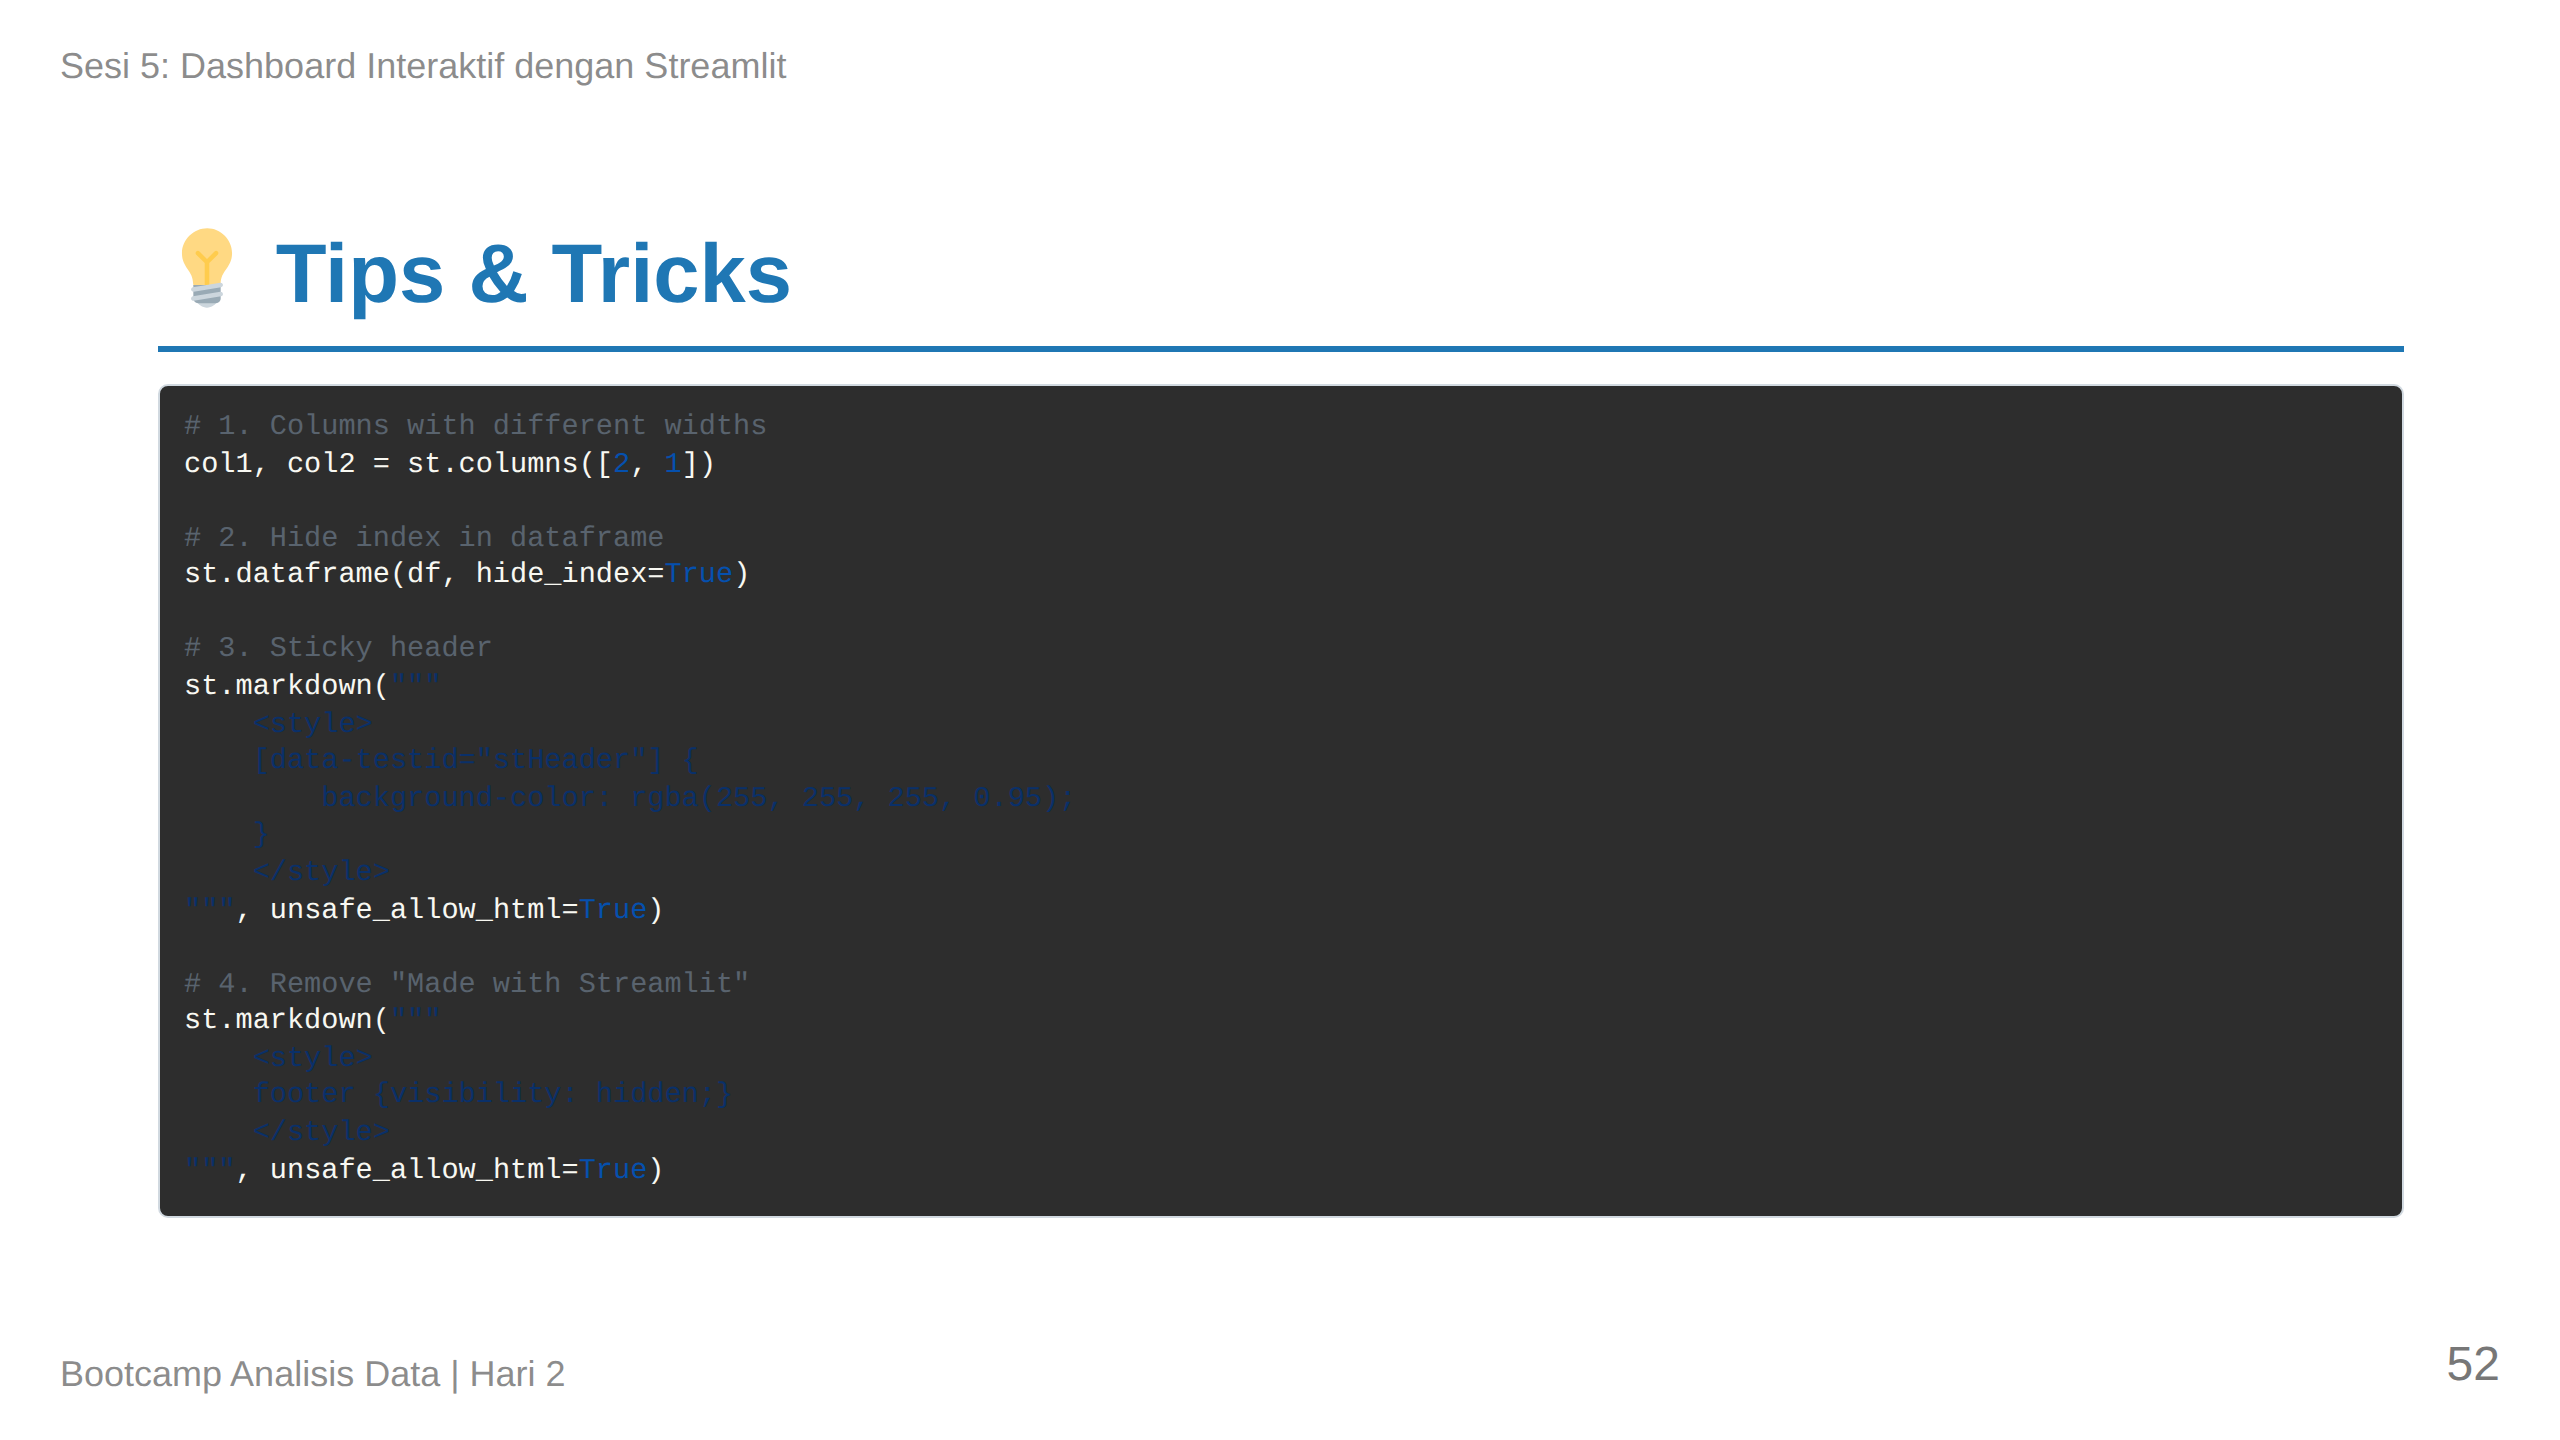 Sesi 5: Dashboard Interaktif dengan Streamlit
Tips & Tricks
# 1. Columns with different widths
col1, col2 = st.columns([2, 1])
# 2. Hide index in dataframe
st.dataframe(df, hide_index=True)
# 3. Sticky header
st.markdown("""
    <style>
    [data-testid="stHeader"] {
        background-color: rgba(255, 255, 255, 0.95);
    }
    </style>
""", unsafe_allow_html=True)
# 4. Remove "Made with Streamlit"
st.markdown("""
    <style>
    footer {visibility: hidden;}
    </style>
""", unsafe_allow_html=True)
Bootcamp Analisis Data | Hari 2
52